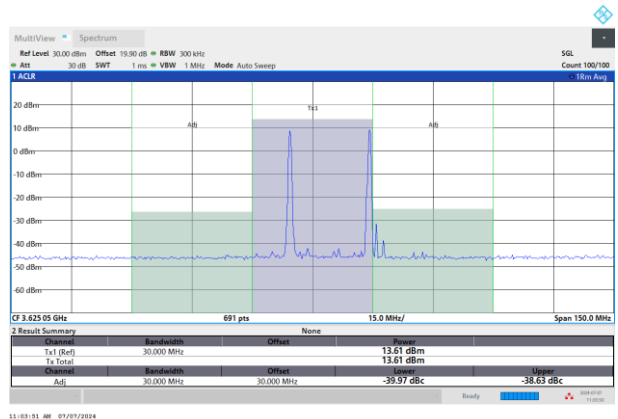 MultiView Spectrum
Ref Level 30.00 dBm Offset 19.90 dB RBW 300 kHz SGL
Att 30 dB SWT 1 ms VBW 1 MHz Mode Auto Sweep Count 100/100
1 ACLR 1Rm Avg
Tx1
Adj Adj
20 dBm
10 dBm
0 dBm
-10 dBm
-20 dBm
-30 dBm
-40 dBm
-50 dBm
-60 dBm
CF 3.625 05 GHz 691 pts 15.0 MHz/ Span 150.0 MHz
2 Result Summary None
Channel Bandwidth Offset Power
Tx1 (Ref) 30.000 MHz 13.61 dBm
Tx Total 13.61 dBm
Channel Bandwidth Offset Lower Upper
Adj 30.000 MHz 30.000 MHz -39.97 dBc -38.63 dBc
Ready
11:03:51 AM 07/07/2024